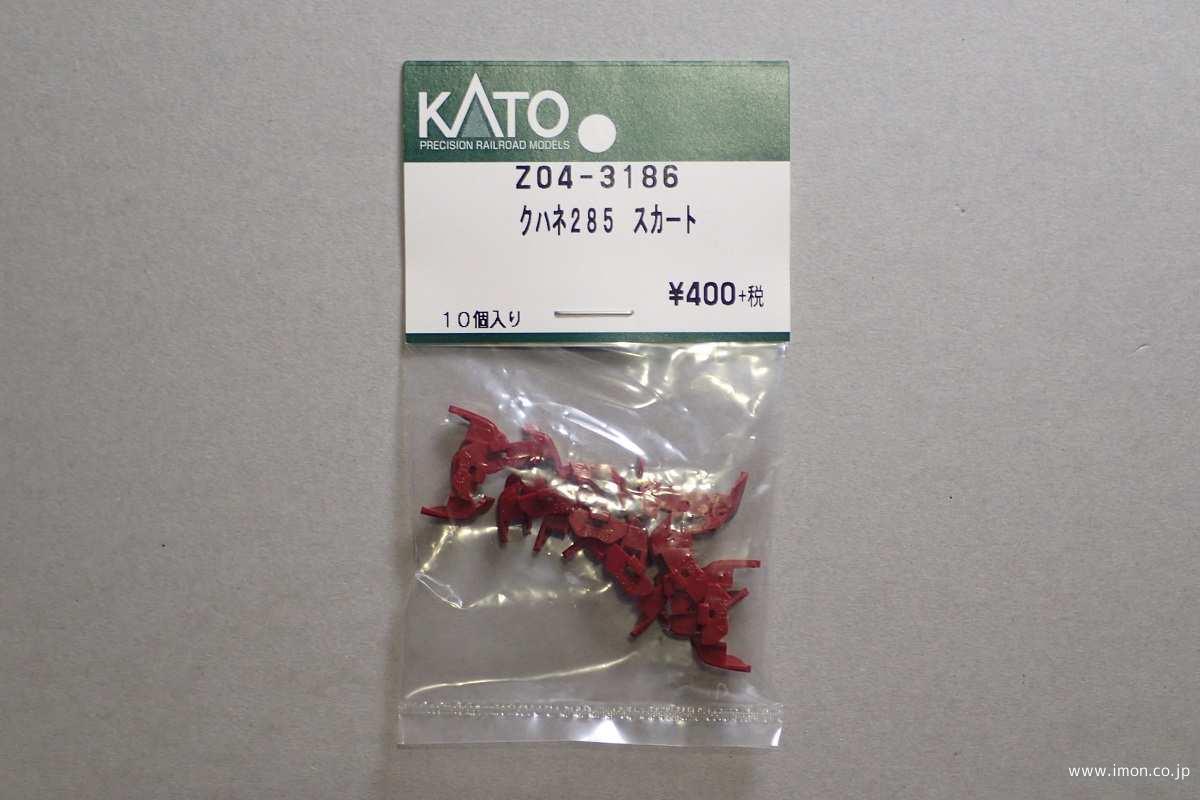 KATO
PRECISION RAILROAD MODELS
Z04-3186
クハネ285 スカート
¥400+税
10個入り
www.imon.co.jp